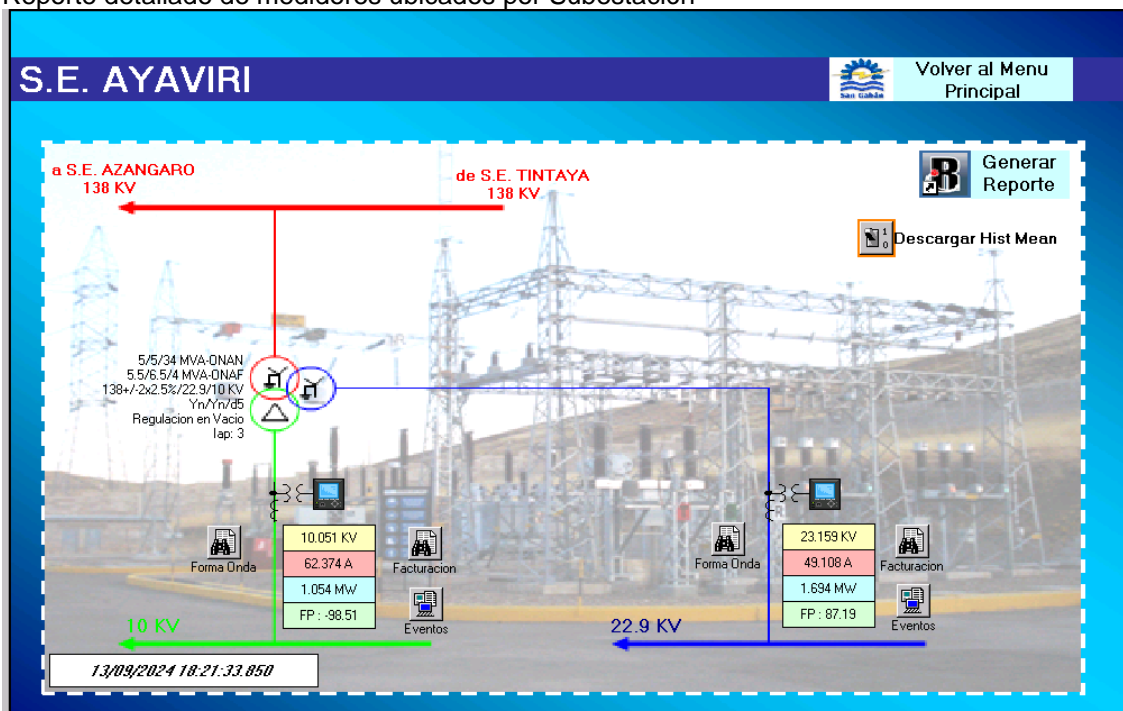 Reporte detallado de medidores ubicados por Subestación
S.E. AYAVIRI
San Gabán
Volver al Menu
Principal
a S.E. AZANGARO
138 KV
de S.E. TINTAYA
138 KV
Generar
Reporte
1
0
Descargar Hist Mean
5/5/34 MVA-ONAN
5.5/6.5/4 MVA-ONAF
138+/-2x2.5%/22.9/10 KV
Yn/Yn/d5
Regulacion en Vacio
Iap: 3
Forma Onda
10.051 KV
62.374 A
1.054 MW
FP : -98.51
Facturacion
Eventos
10 KV
Forma Onda
23.159 KV
49.108 A
1.694 MW
FP : 87.19
Facturacion
Eventos
22.9 KV
13/09/2024 18:21:33.850